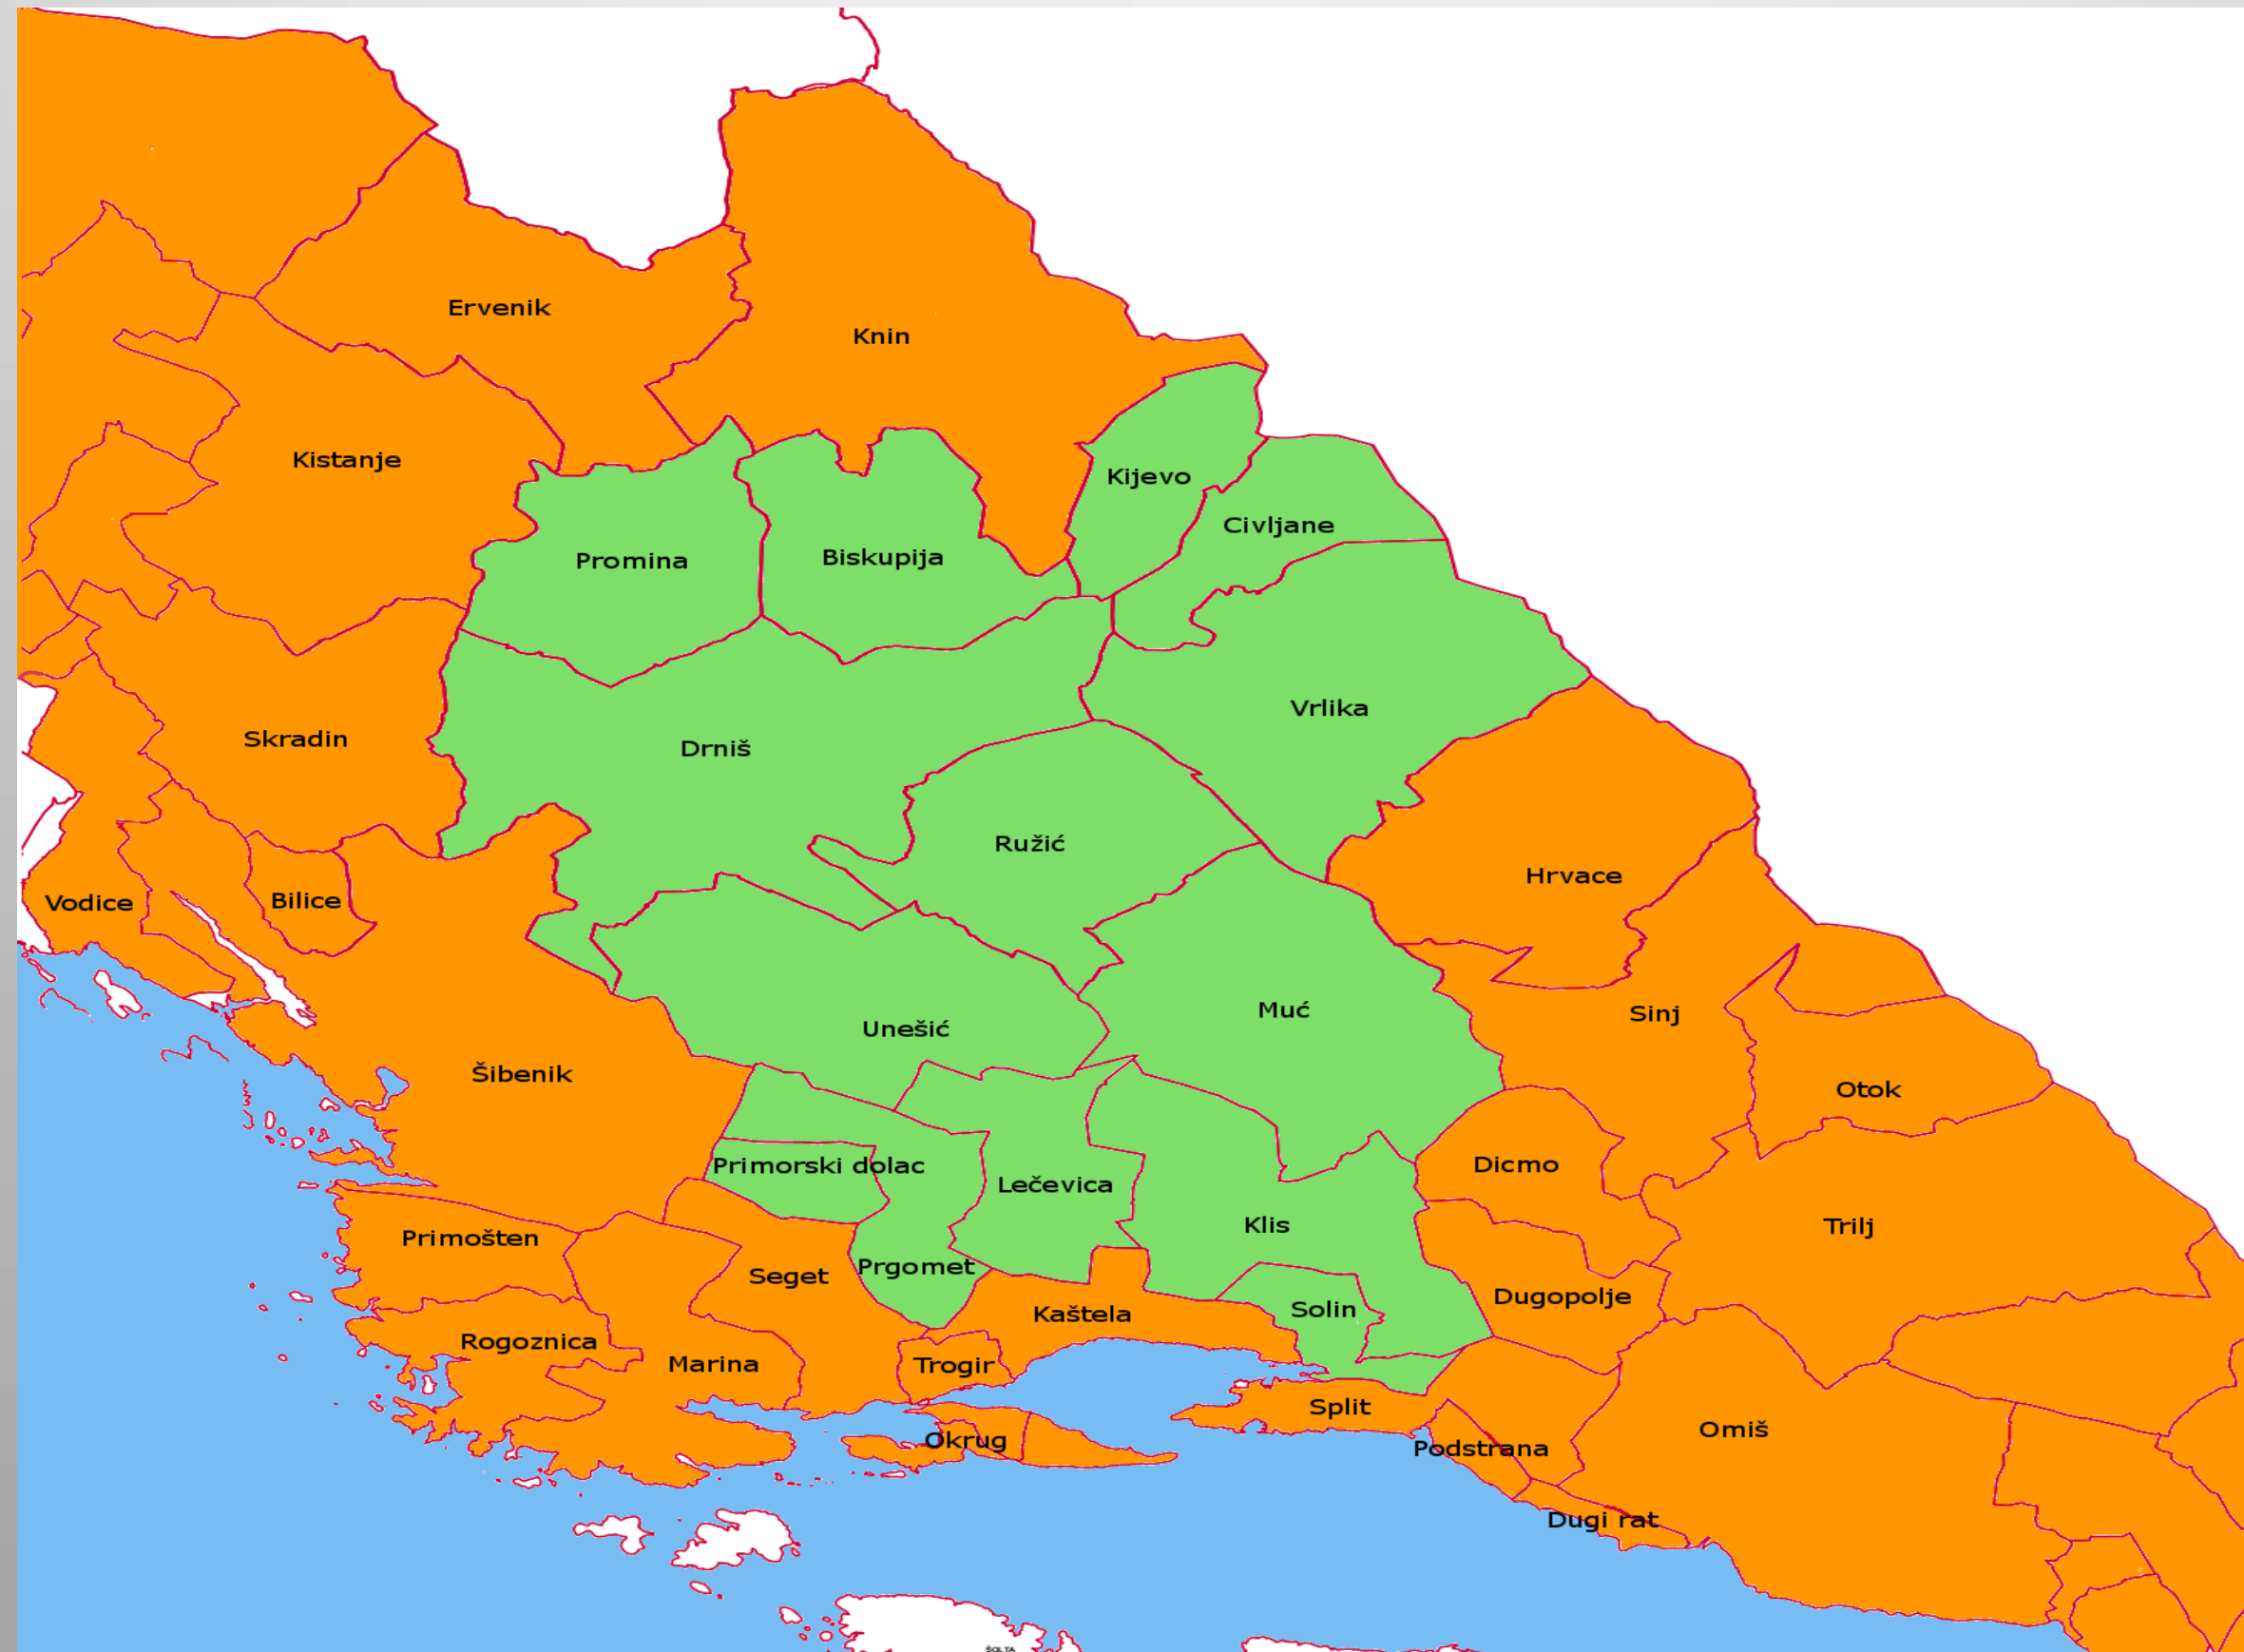 Ervenik
Knin
Kistanje
Kijevo
Civljane
Promina
Biskupija
Vrlika
Skradin
Drniš
Ružić
Hrvace
Vodice
Bilice
Muć
Sinj
Unešić
Šibenik
Otok
Primorski dolac
Dicmo
Lečevica
Klis
Trilj
Primošten
Prgomet
Seget
Dugopolje
Solin
Kaštela
Rogoznica
Marina
Trogir
Split
Omiš
Okrug
Podstrana
Dugi rat
ŠOLTA